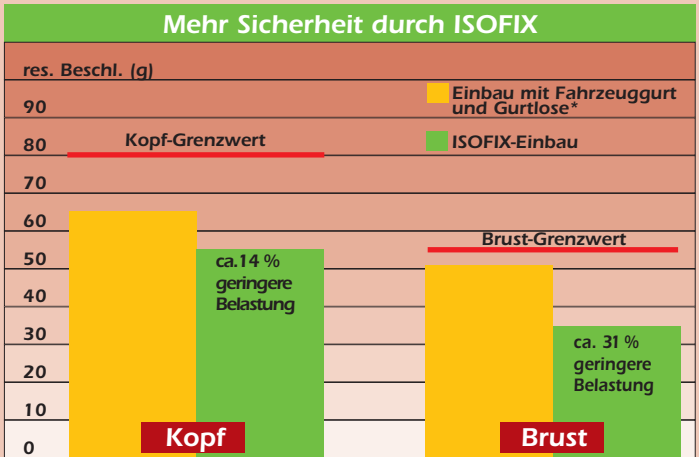 Mehr Sicherheit durch ISOFIX
res. Beschl. (g)
Einbau mit Fahrzeuggurt
und Gurtlose*
90
Kopf-Grenzwert
ISOFIX-Einbau
80
70
60
Brust-Grenzwert
50
ca.14 %
geringere
Belastung
40
30
ca. 31 %
geringere
Belastung
20
10
0
Kopf
Brust